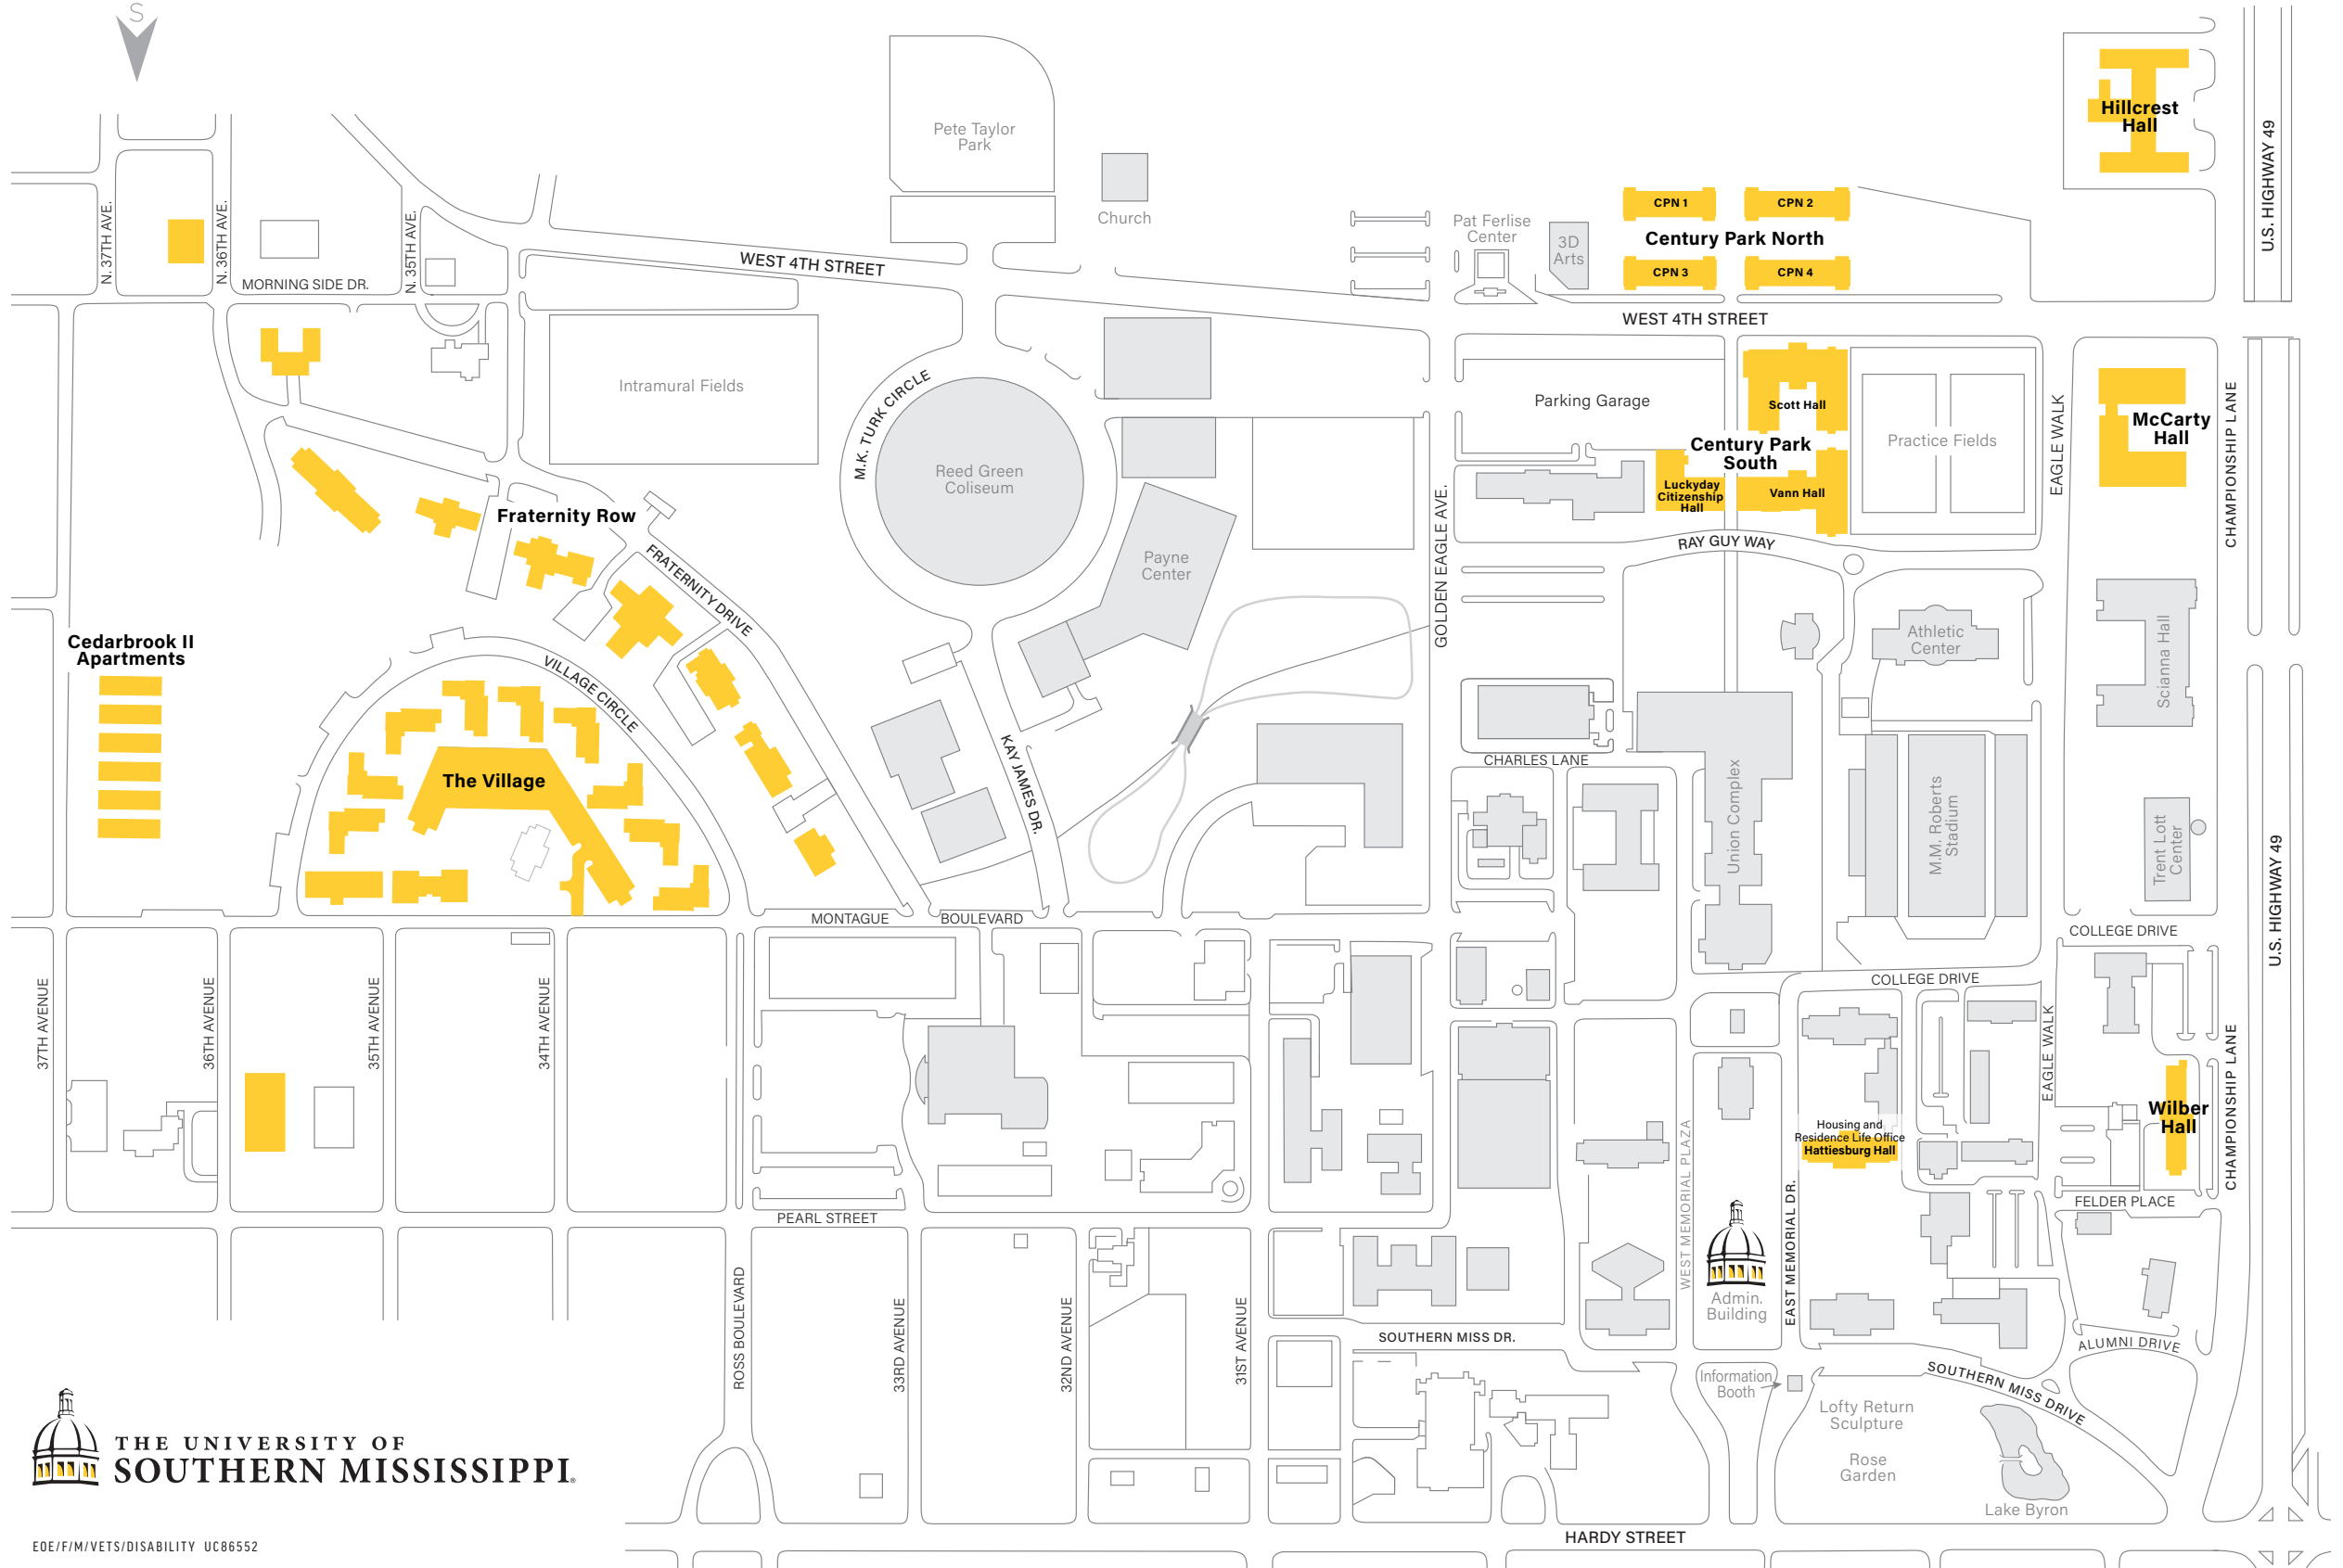 S
Pete Taylor
Park
Church
Hillcrest
Hall
U.S. HIGHWAY 49
N. 37TH AVE.
N. 36TH AVE.
N. 35TH AVE.
MORNING SIDE DR.
WEST 4TH STREET
Pat Ferlise
Center
3D
Arts
CPN 1
CPN 2
Century Park North
CPN 3
CPN 4
WEST 4TH STREET
Intramural Fields
M.K. TURK CIRCLE
Reed Green
Coliseum
Parking Garage
Scott Hall
Century Park
South
Luckyday
Citizenship
Hall
Vann Hall
Practice Fields
EAGLE WALK
McCarty
Hall
CHAMPIONSHIP LANE
Fraternity Row
FRATERNITY DRIVE
Payne
Center
GOLDEN EAGLE AVE.
RAY GUY WAY
Athletic
Center
Scianna Hall
Cedarbrook II
Apartments
VILLAGE CIRCLE
The Village
KAY JAMES DR.
CHARLES LANE
Union Complex
M.M. Roberts
Stadium
Trent Lott
Center
U.S. HIGHWAY 49
MONTAGUE
BOULEVARD
COLLEGE DRIVE
COLLEGE DRIVE
37TH AVENUE
36TH AVENUE
35TH AVENUE
34TH AVENUE
EAGLE WALK
Wilber
Hall
CHAMPIONSHIP LANE
Housing and
Residence Life Office
Hattiesburg Hall
WEST MEMORIAL PLAZA
EAST MEMORIAL DR.
FELDER PLACE
PEARL STREET
ROSS BOULEVARD
33RD AVENUE
32ND AVENUE
31ST AVENUE
Admin.
Building
SOUTHERN MISS DR.
ALUMNI DRIVE
SOUTHERN MISS DRIVE
Information
Booth
Lofty Return
Sculpture
Rose
Garden
Lake Byron
THE UNIVERSITY OF
SOUTHERN MISSISSIPPI®
HARDY STREET
EOE/F/M/VETS/DISABILITY UC86552